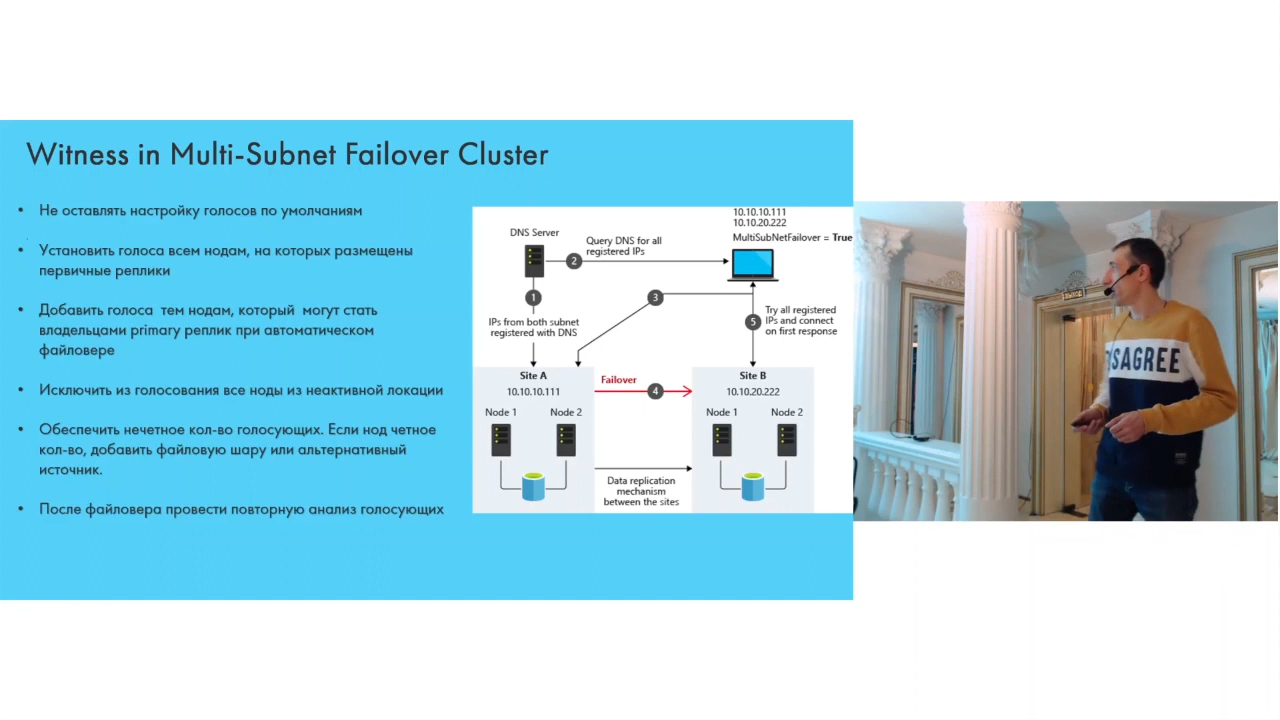 Witness in Multi-Subnet Failover Cluster
• Не оставлять настройку голосов по умолчаниям
• Установить голоса всем нодам, на которых размещены
первичные реплики
• Добавить голоса тем нодам, который могут стать
владельцами primary реплик при автоматическом
файловере
• Исключить из голосования все ноды из неактивной локации
• Обеспечить нечетное кол-во голосующих. Если нод четное
кол-во, добавить файловую шару или альтернативный
источник.
• После файловера провести повторную анализ голосующих
10.10.10.111
10.10.20.222
MultiSubNetFailover = True
DNS Server
2
Query DNS for all
registered IPs
1
IPs from both subnet
registered with DNS
3
5
Try all registered
IPs and connect
on first response
Site A
10.10.10.111
Node 1
Node 2
Failover
4
Site B
10.10.20.222
Node 1
Node 2
Data replication
mechanism
between the sites
ВЫХОД
ISAGREE